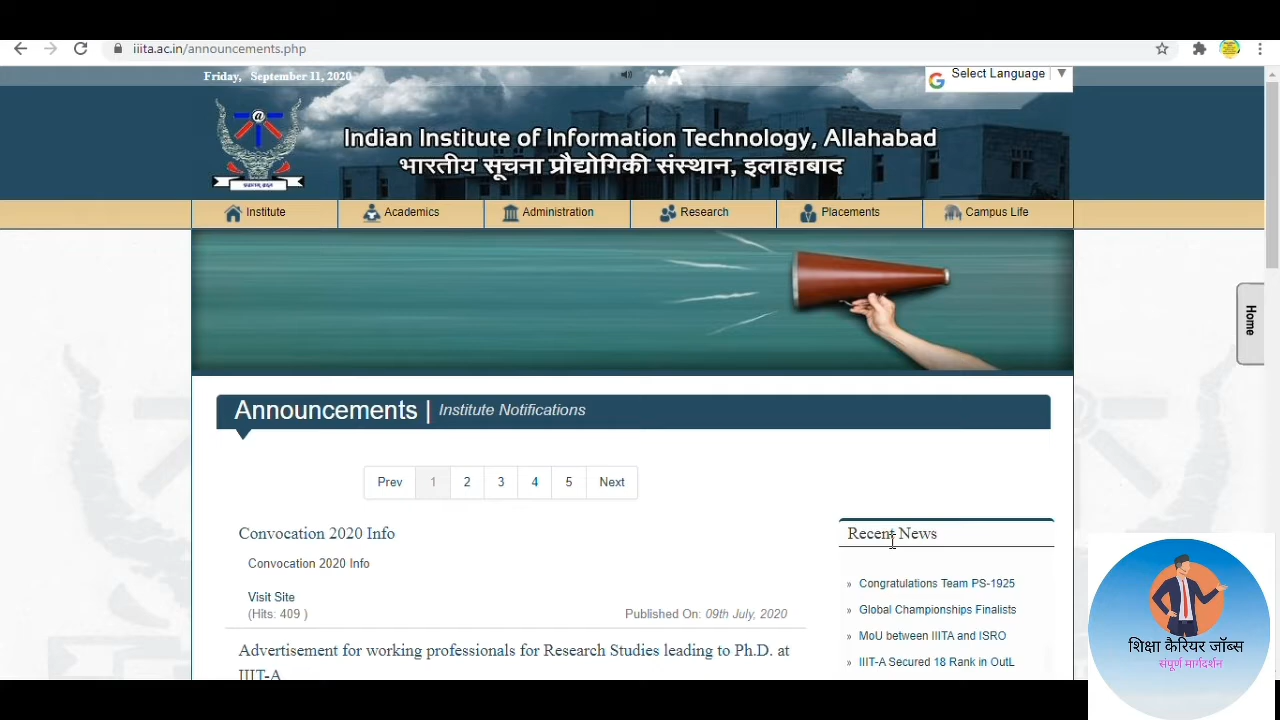 iiita.ac.in/announcements.php
Friday, September 11, 2020
A A
Select Language ▼
Indian Institute of Information Technology, Allahabad
भारतीय सूचना प्रौद्योगिकी संस्थान, इलाहाबाद
Institute Academics Administration Research Placements Campus Life
Home
Announcements | Institute Notifications
Prev 1 2 3 4 5 Next
Convocation 2020 Info
Convocation 2020 Info
Visit Site
(Hits: 409 )
Published On: 09th July, 2020
Advertisement for working professionals for Research Studies leading to Ph.D. at
IIIT-A
Recent News
» Congratulations Team PS-1925
» Global Championships Finalists
» MoU between IIITA and ISRO
» IIIT-A Secured 18 Rank in OutL
शिक्षा कैरियर जॉब्स
संपूर्ण मार्गदर्शन